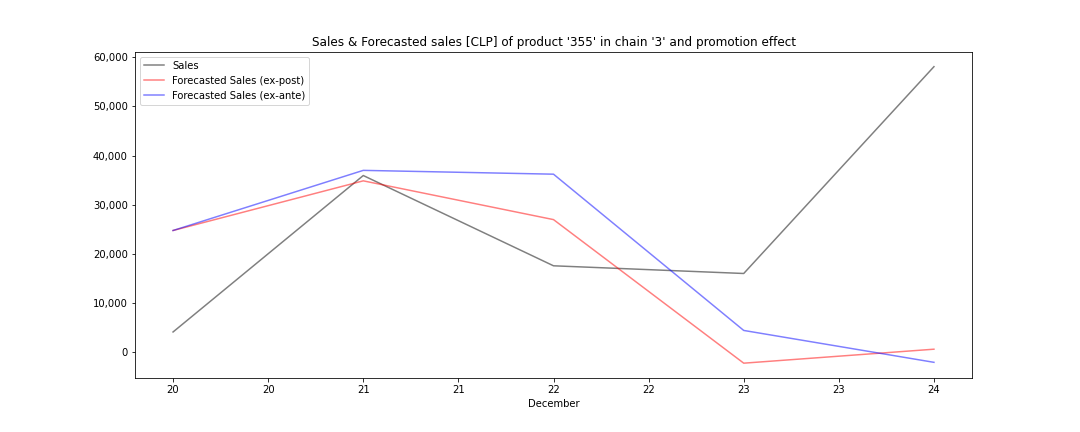 Sales & Forecasted sales [CLP] of product '355' in chain '3' and promotion effect
Sales
Forecasted Sales (ex-post)
Forecasted Sales (ex-ante)
60,000
50,000
40,000
30,000
20,000
10,000
0
20 20 21 21 22 22 23 23 24
December